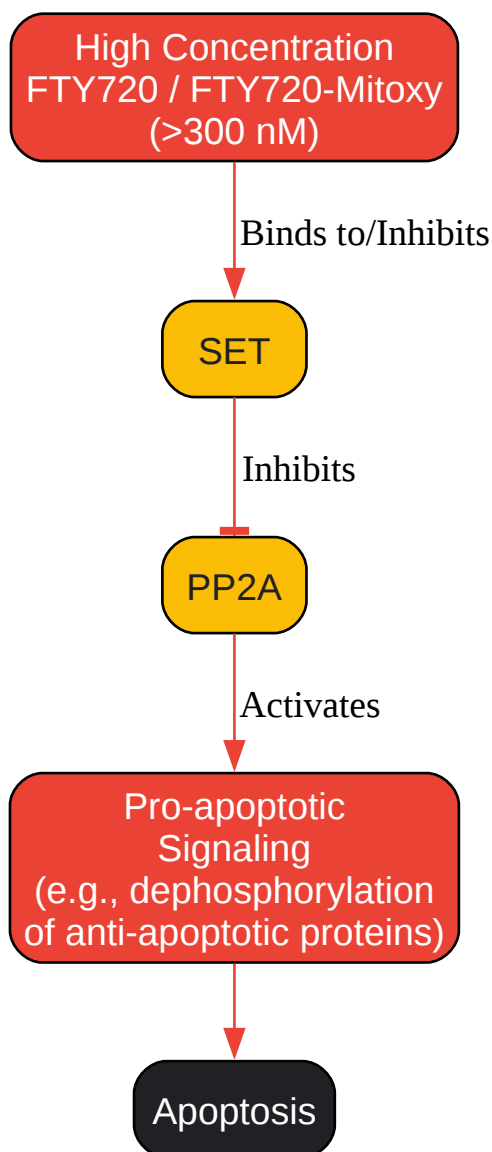 High Concentration
FTY720 / FTY720-Mitoxy
(>300 nM)
Binds to/Inhibits
SET
Inhibits
PP2A
Activates
Pro-apoptotic
Signaling
(e.g., dephosphorylation
of anti-apoptotic proteins)
Apoptosis